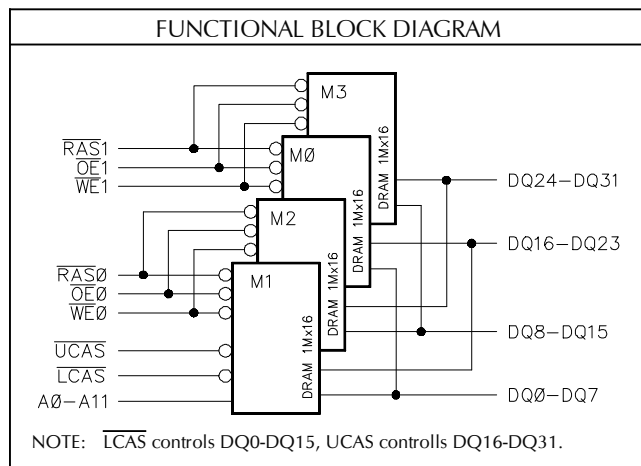 FUNCTIONAL BLOCK DIAGRAM
M3
DRAM 1Mx16
RAS1
OE1
WE1
MØ
DRAM 1Mx16
DQ24-DQ31
DQ16-DQ23
M2
DRAM 1Mx16
RASØ
OEØ
WEØ
M1
DRAM 1Mx16
UCAS
LCAS
AØ-A11
DQ8-DQ15
DQØ-DQ7
NOTE: LCAS controls DQ0-DQ15, UCAS controlls DQ16-DQ31.